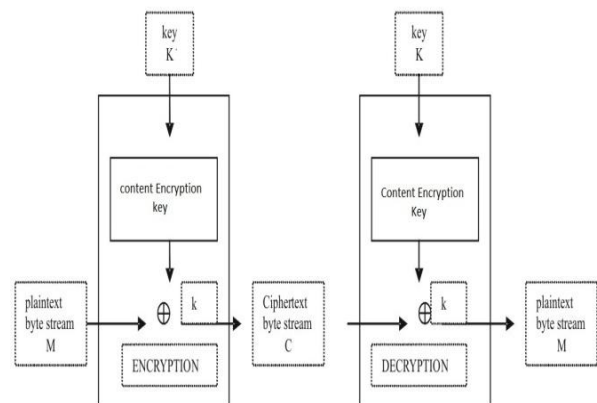 key
K
key
K
content Encryption
key
Content Encryption
Key
plaintext
byte stream
M
k
Ciphertext
byte stream
C
k
plaintext
byte stream
M
ENCRYPTION
DECRYPTION